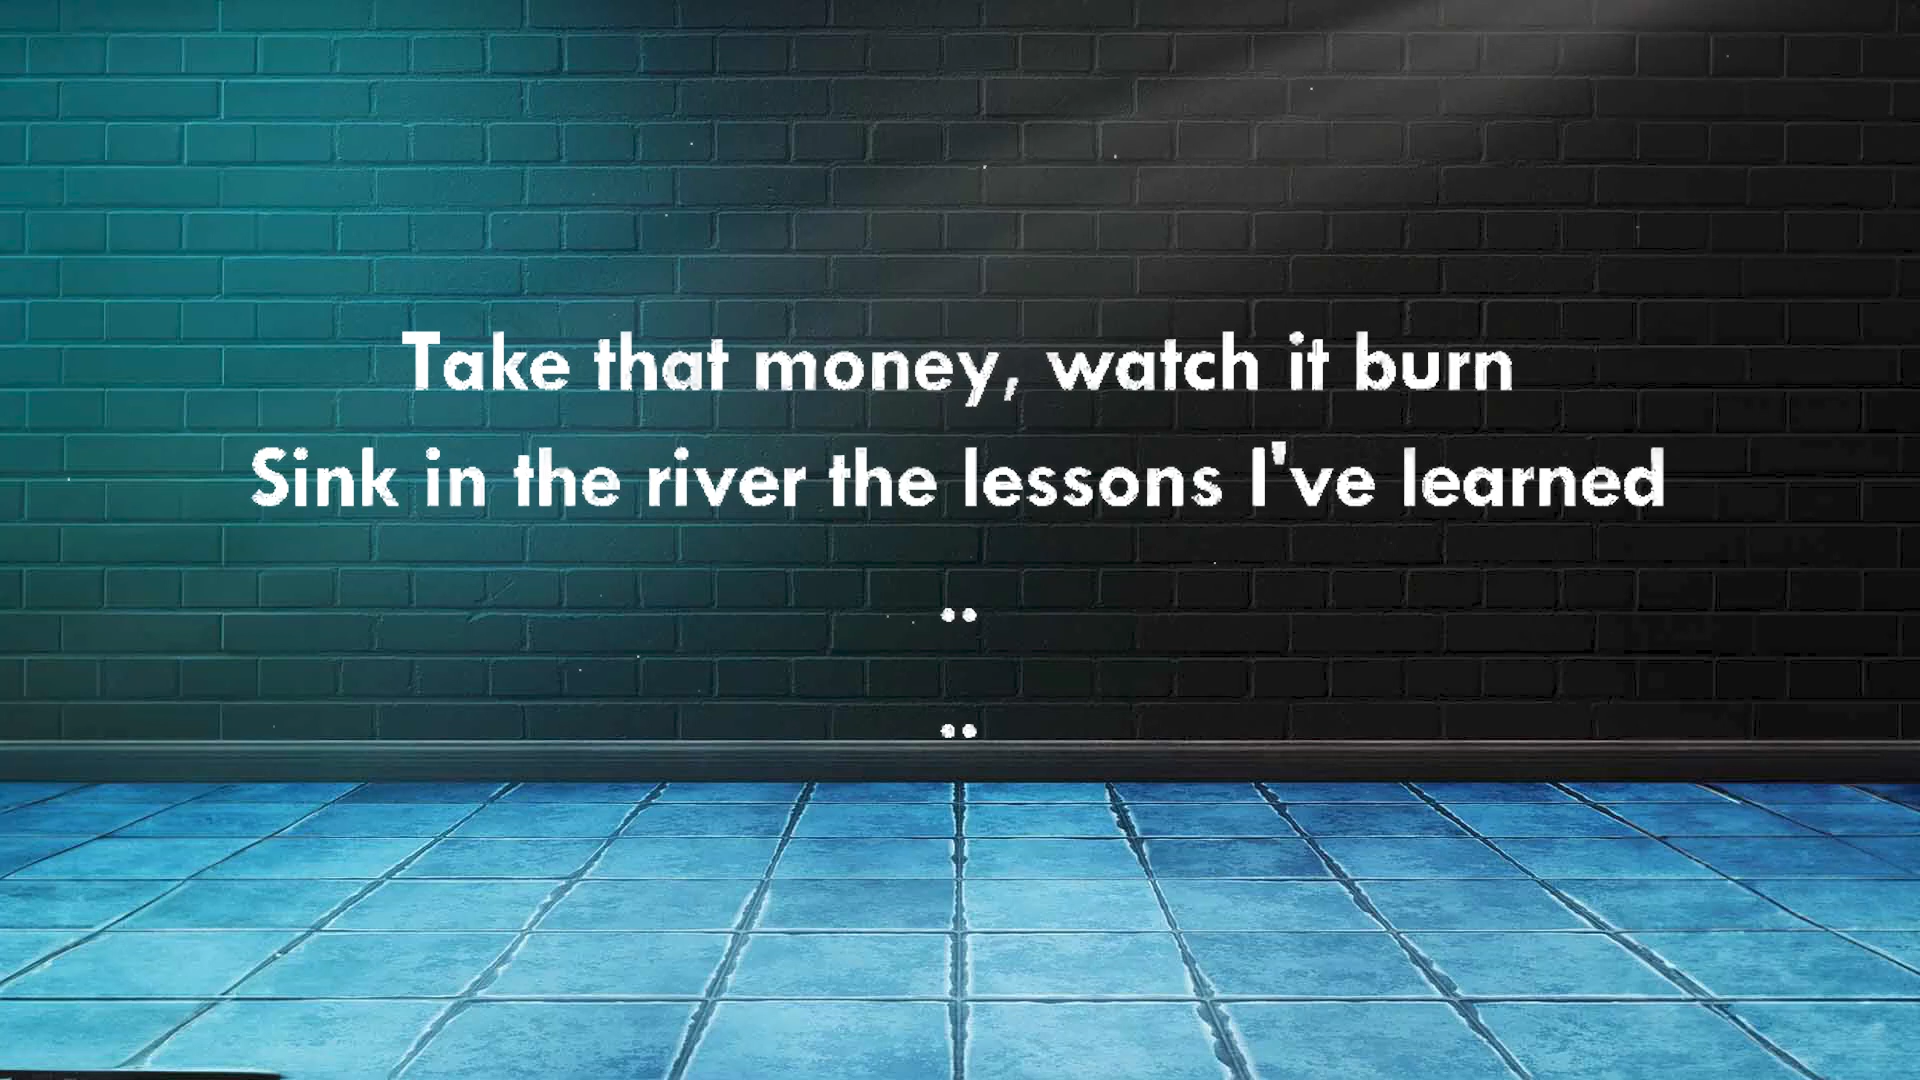 Take that money, watch it burn
Sink in the river the lessons I've learned
..
..